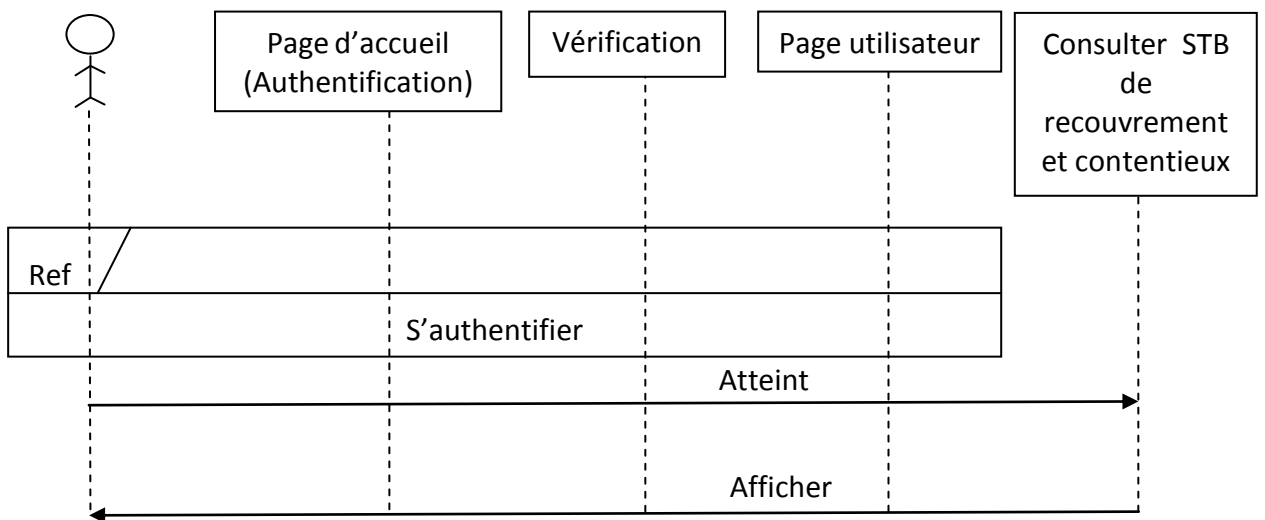 Page d'accueil
(Authentification)
Vérification
Page utilisateur
Consulter STB
de
recouvrement
et contentieux
Ref
S'authentifier
Atteint
Afficher